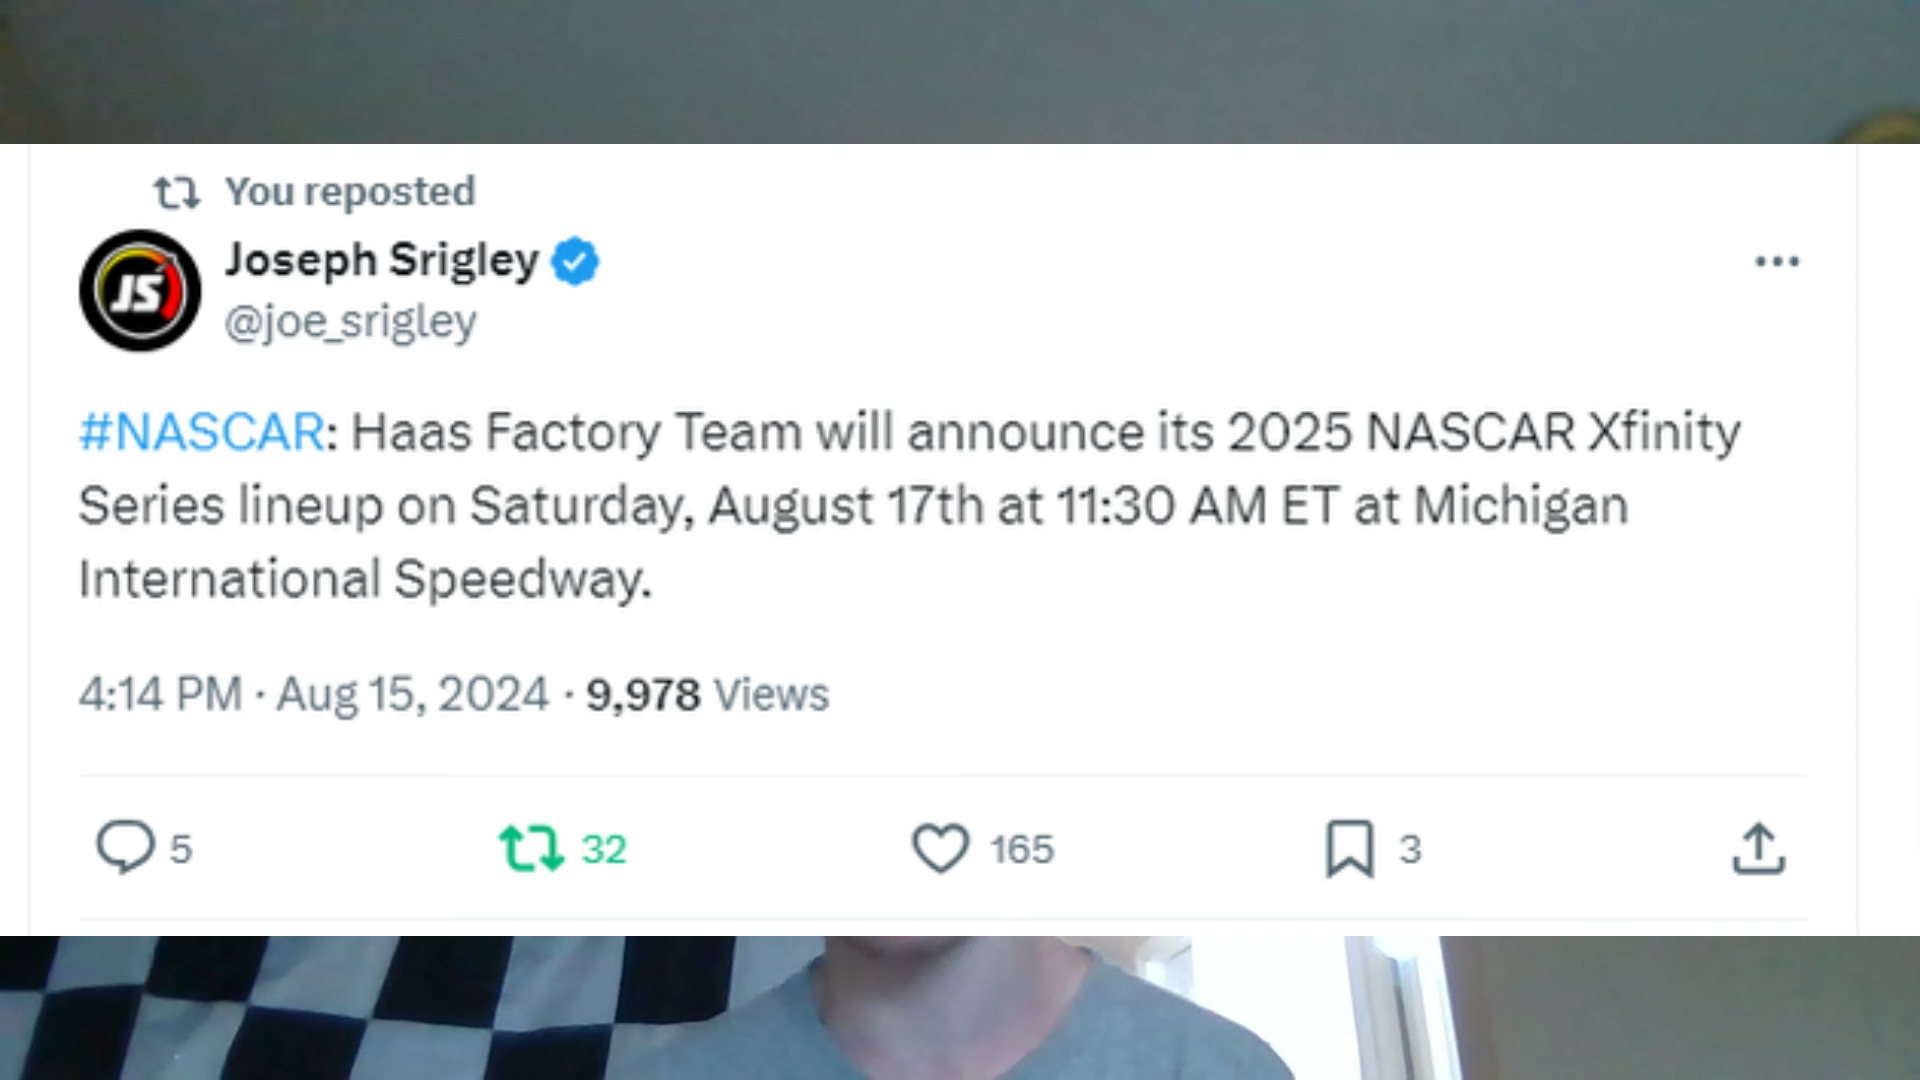 You reposted
JS
Joseph Srigley
@joe_srigley
#NASCAR: Haas Factory Team will announce its 2025 NASCAR Xfinity
Series lineup on Saturday, August 17th at 11:30 AM ET at Michigan
International Speedway.
4:14 PM · Aug 15, 2024 · 9,978 Views
5 32 165 3